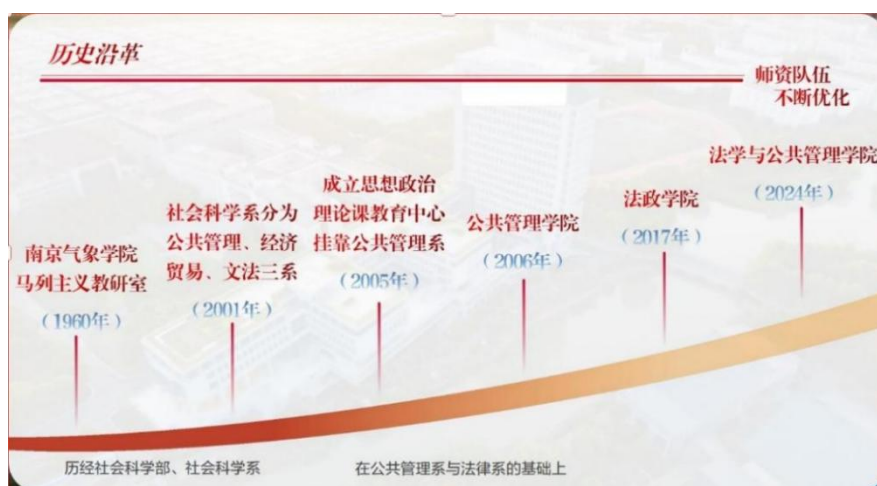 历史沿革
师资队伍
不断优化
南京气象学院
马列主义教研室
（1960年）
社会科学系分为
公共管理、经济
贸易、文法三系
（2001年）
成立思想政治
理论课教育中心
挂靠公共管理系
（2005年）
公共管理学院
（2006年）
法政学院
（2017年）
法学与公共管理学院
（2024年）
历经社会科学部、社会科学系
在公共管理系与法律系的基础上